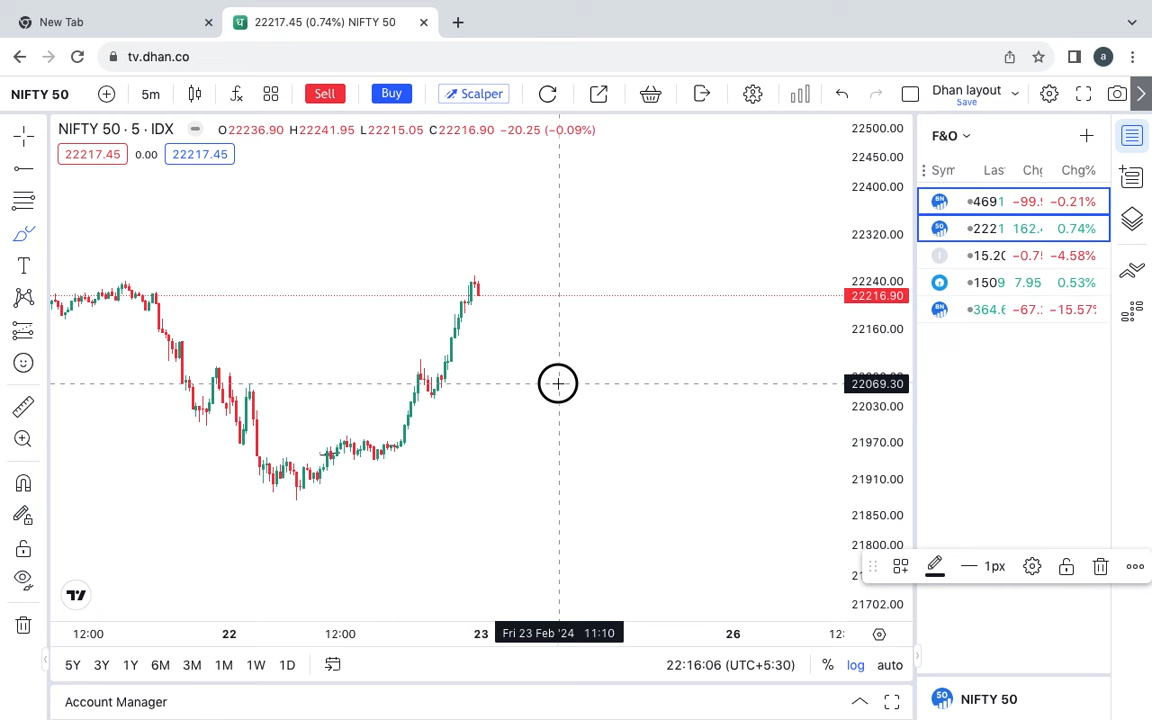 New Tab
22217.45 (0.74%) NIFTY 50
tv.dhan.co
a
NIFTY 50
5m
Sell
Buy
Scalper
Dhan layout
Save
NIFTY 50 · 5 · IDX
O22236.90 H22241.95 L22215.05 C22216.90 −20.25 (−0.09%)
22217.45 0.00 22217.45
22500.00
22450.00
22400.00
22320.00
22240.00
22216.90
22160.00
22069.30
22030.00
21970.00
21910.00
21850.00
21800.00
21702.00
F&O
Sym Las Chg Chg%
4691 −99.9 −0.21%
2221 162.4 0.74%
15.20 −0.75 −4.58%
1509 7.95 0.53%
364.6 −67.2 −15.57%
1px
12:00 22 12:00 23 Fri 23 Feb '24 11:10 26 12:
5Y 3Y 1Y 6M 3M 1M 1W 1D
22:16:06 (UTC+5:30) % log auto
Account Manager
50 NIFTY 50